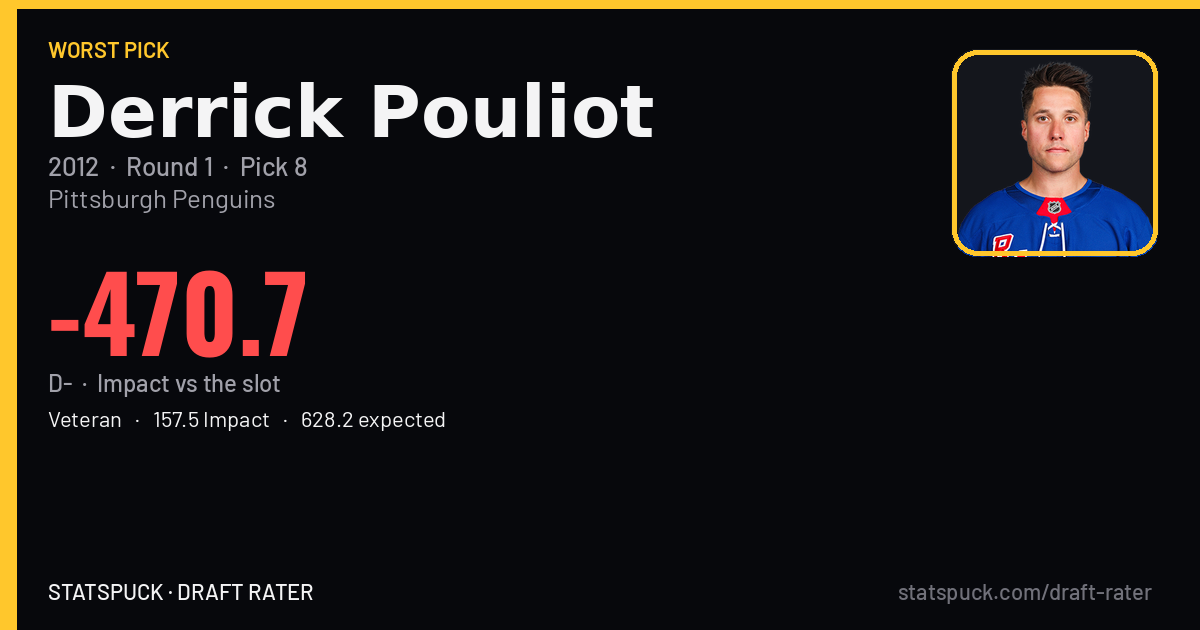 WORST PICK
Derrick Pouliot
2012 · Round 1 · Pick 8
Pittsburgh Penguins
-470.7
D- · Impact vs the slot
Veteran · 157.5 Impact · 628.2 expected
STATSPUCK · DRAFT RATER
statspuck.com/draft-rater